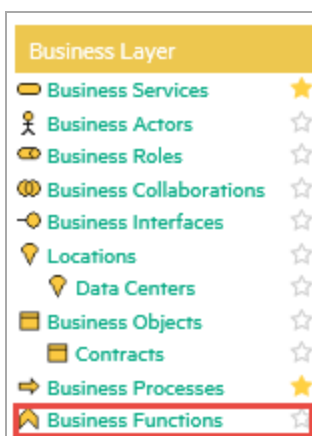 Business Layer
Business Services
Business Actors
Business Roles
Business Collaborations
Business Interfaces
Locations
Data Centers
Business Objects
Contracts
Business Processes
Business Functions